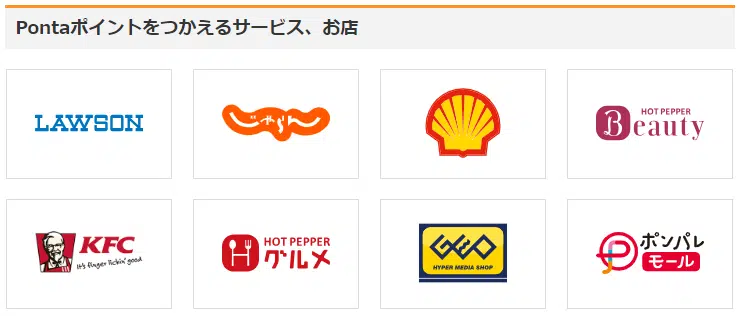 Pontaポイントをつかえるサービス、お店
LAWSON
じゃらん
HOT PEPPER
Beauty
KFC
It's finger lickin' good
HOT PEPPER
グルメ
GEO
HYPER MEDIA SHOP
ポンパレ
モール